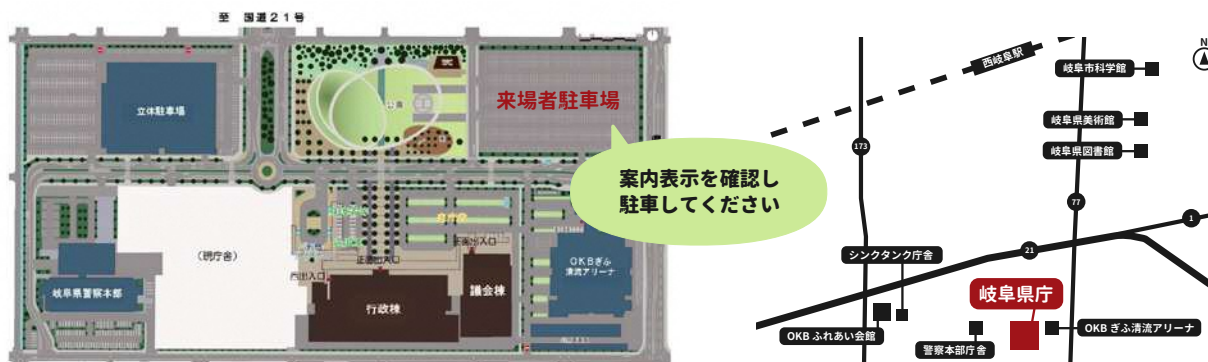 至 国道21号
立体駐車場
来場者駐車場
案内表示を確認し
駐車してください
(現庁舎)
岐阜県警察本部
正面出入口
正面出入口
行政棟
議会棟
OKBぎふ
清流アリーナ
N
西岐阜駅
岐阜市科学館
岐阜県美術館
岐阜県図書館
173
77
1
21
シンクタンク庁舎
岐阜県庁
OKB ふれあい会館
警察本部庁舎
OKB ぎふ清流アリーナ